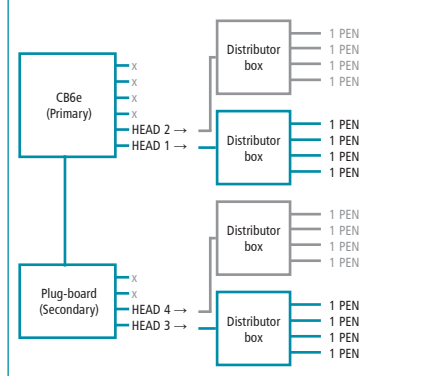 1 PEN
1 PEN
1 PEN
1 PEN
Distributor
box
CB6e
(Primary)
x
x
x
x
HEAD 2 →
HEAD 1 →
Distributor
box
1 PEN
1 PEN
1 PEN
1 PEN
Distributor
box
1 PEN
1 PEN
1 PEN
1 PEN
Plug-board
(Secondary)
x
x
HEAD 4 →
HEAD 3 →
Distributor
box
1 PEN
1 PEN
1 PEN
1 PEN